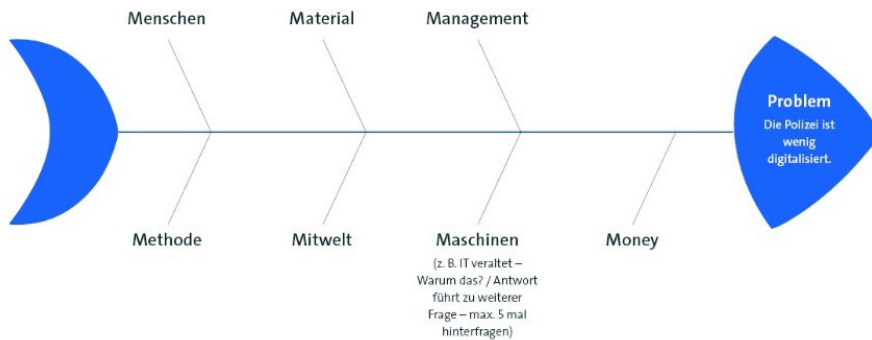 Menschen
Material
Management
Problem
Die Polizei ist
wenig
digitalisiert.
Methode
Mitwelt
Maschinen
(z. B. IT veraltet –
Warum das? / Antwort
führt zu weiterer
Frage – max. 5 mal
hinterfragen)
Money